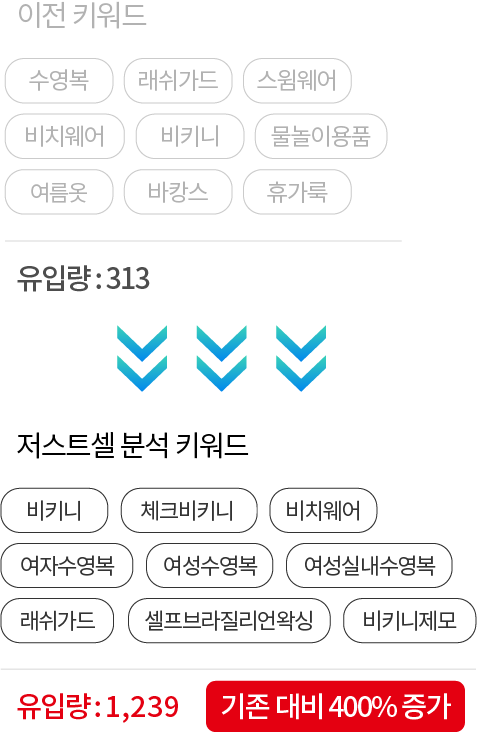 이전 키워드
수영복 래쉬가드 스윔웨어
비치웨어 비키니 물놀이용품
여름옷 바캉스 휴가룩
유입량 : 313
저스트셀 분석 키워드
비키니 체크비키니 비치웨어
여자수영복 여성수영복 여성실내수영복
래쉬가드 셀프브라질리언왁싱 비키니제모
유입량 : 1,239 기존 대비 400% 증가